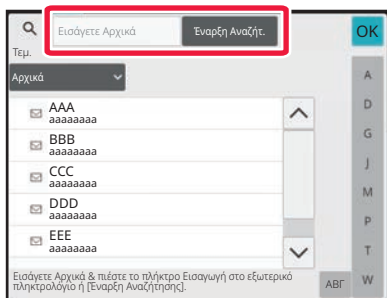 Εισάγετε Αρχικά
Έναρξη Αναζήτ.
OK
Τεμ.
Αρχικά
AAA
aaaaaaaa
BBB
aaaaaaaa
CCC
aaaaaaaa
DDD
aaaaaaaa
EEE
aaaaaaaa
A
D
G
J
M
P
T
W
ΑΒΓ
Εισάγετε Αρχικά & πιέστε το πλήκτρο Εισαγωγή στο εξωτερικό
πληκτρολόγιο ή [Έναρξη Αναζήτησης].